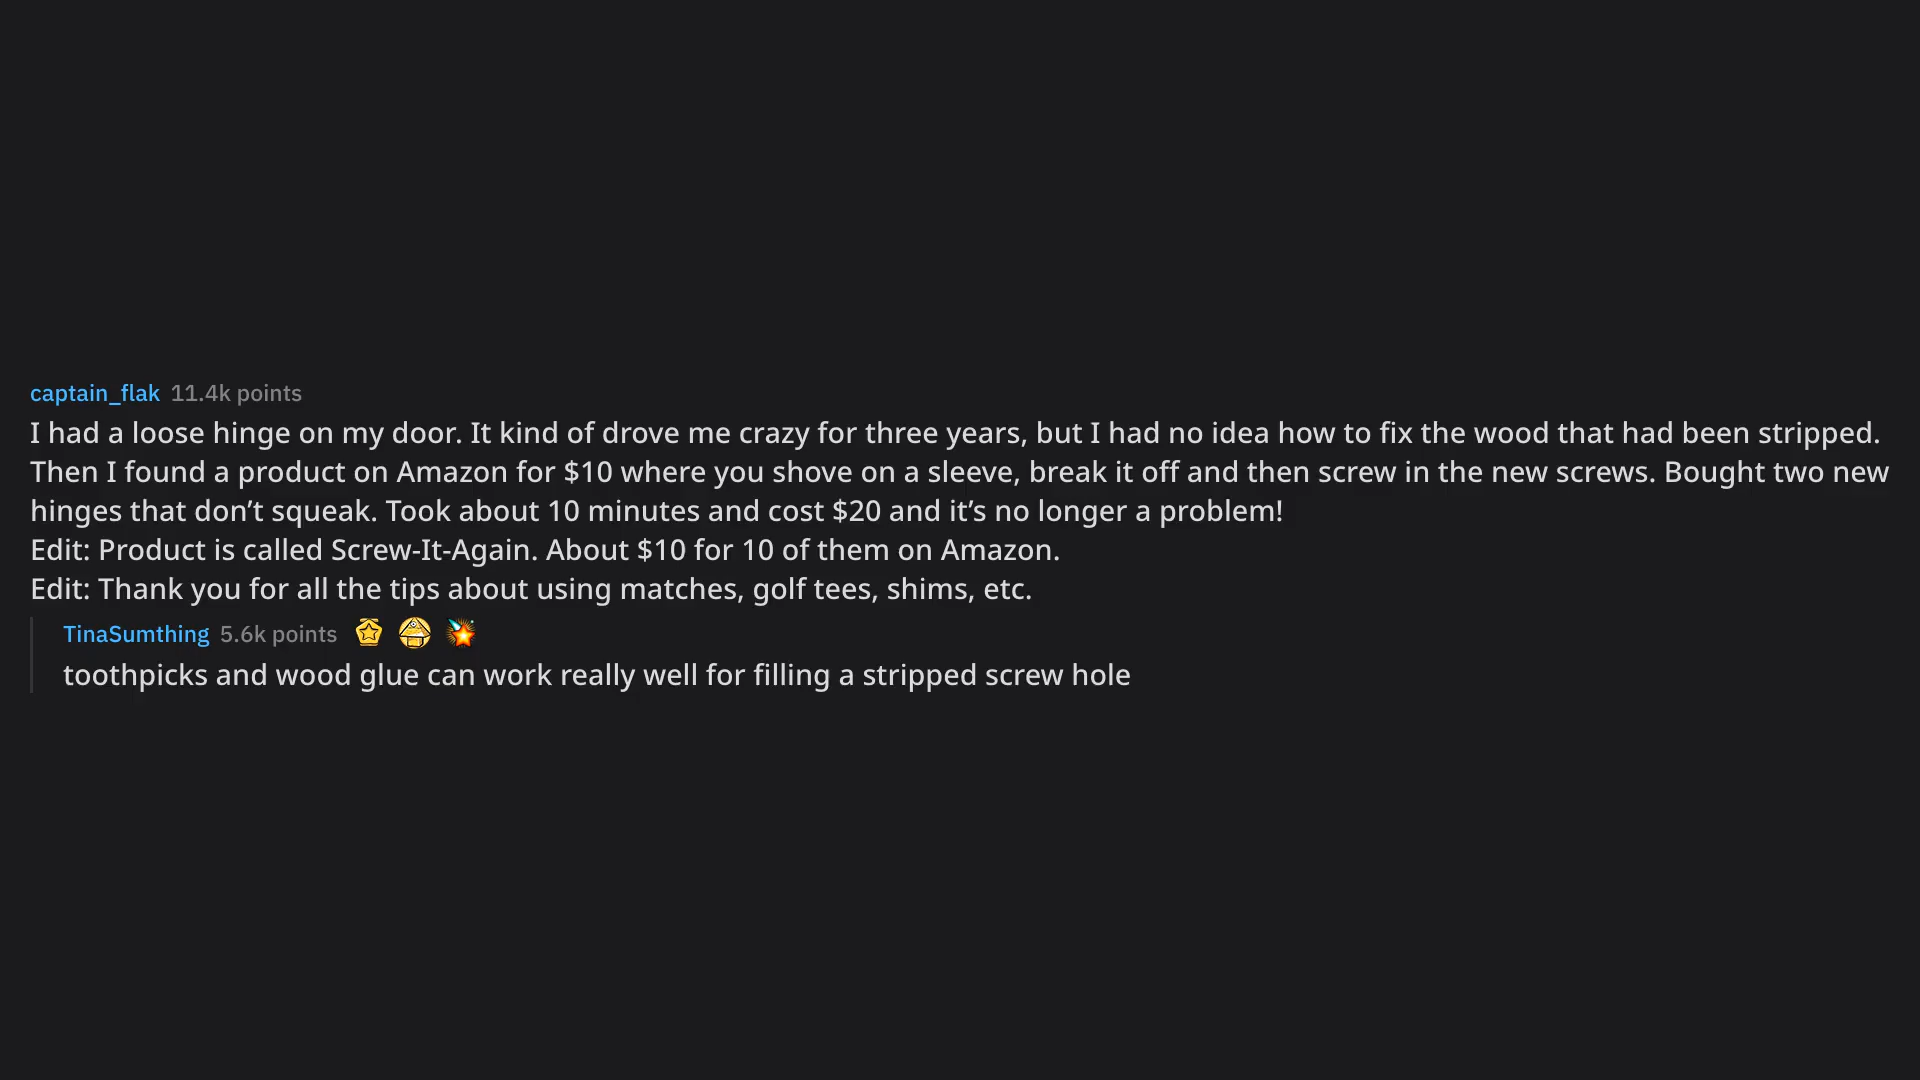 captain_flak 11.4k points
I had a loose hinge on my door. It kind of drove me crazy for three years, but I had no idea how to fix the wood that had been stripped.
Then I found a product on Amazon for $10 where you shove on a sleeve, break it off and then screw in the new screws. Bought two new
hinges that don’t squeak. Took about 10 minutes and cost $20 and it’s no longer a problem!
Edit: Product is called Screw-It-Again. About $10 for 10 of them on Amazon.
Edit: Thank you for all the tips about using matches, golf tees, shims, etc.
TinaSumthing 5.6k points
toothpicks and wood glue can work really well for filling a stripped screw hole